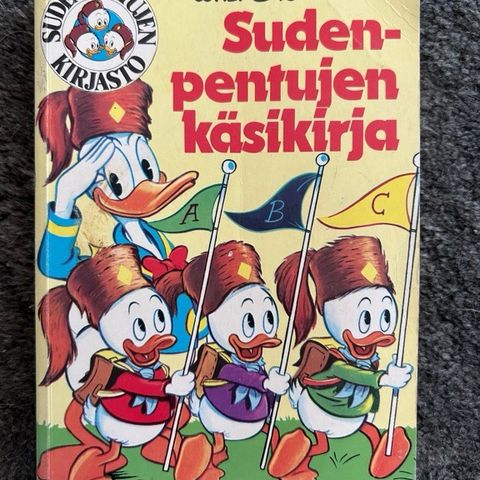 SUDENPENTUJEN
KIRJASTO
Suden-
pentujen
käsikirja
A
B
C